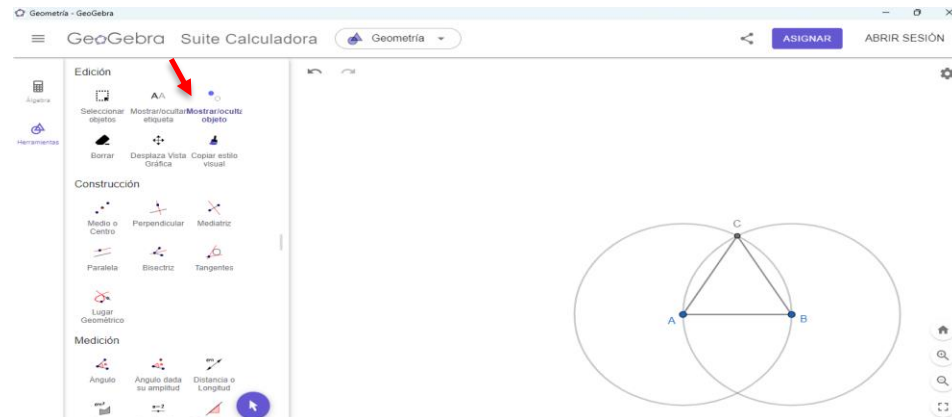 Geometría - GeoGebra
GeoGebra Suite Calculadora Geometría ASIGNAR ABRIR SESIÓN
Álgebra
Herramientas
Edición
Seleccionar objetos
Mostrar/ocultar etiqueta
Mostrar/oculta objeto
Borrar
Desplaza Vista Gráfica
Copiar estilo visual
Construcción
Medio o Centro
Perpendicular
Mediatriz
Paralela
Bisectriz
Tangentes
Lugar Geométrico
Medición
Ángulo
Ángulo dada su amplitud
Distancia o Longitud
C
A
B